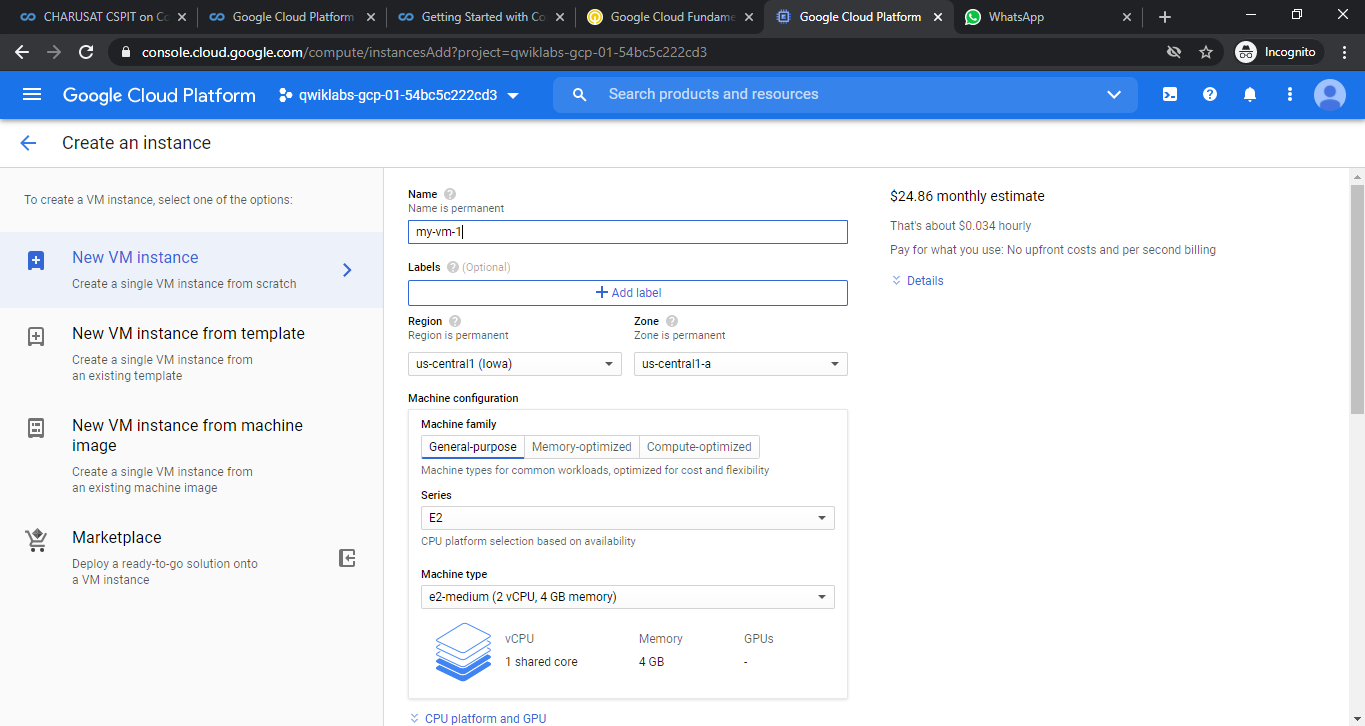 CHARUSAT CSPIT on Co
Google Cloud Platform
Getting Started with Co
Google Cloud Fundame
Google Cloud Platform
WhatsApp
console.cloud.google.com/compute/instancesAdd?project=qwiklabs-gcp-01-54bc5c222cd3
Incognito
Google Cloud Platform
qwiklabs-gcp-01-54bc5c222cd3
Search products and resources
Create an instance
To create a VM instance, select one of the options:
New VM instance
Create a single VM instance from scratch
New VM instance from template
Create a single VM instance from
an existing template
New VM instance from machine
image
Create a single VM instance from
an existing machine image
Marketplace
Deploy a ready-to-go solution onto
a VM instance
Name
Name is permanent
my-vm-1
Labels (Optional)
Add label
Region
Region is permanent
us-central1 (Iowa)
Zone
Zone is permanent
us-central1-a
Machine configuration
Machine family
General-purpose
Memory-optimized
Compute-optimized
Machine types for common workloads, optimized for cost and flexibility
Series
E2
CPU platform selection based on availability
Machine type
e2-medium (2 vCPU, 4 GB memory)
vCPU
1 shared core
Memory
4 GB
GPUs
-
CPU platform and GPU
$24.86 monthly estimate
That's about $0.034 hourly
Pay for what you use: No upfront costs and per second billing
Details